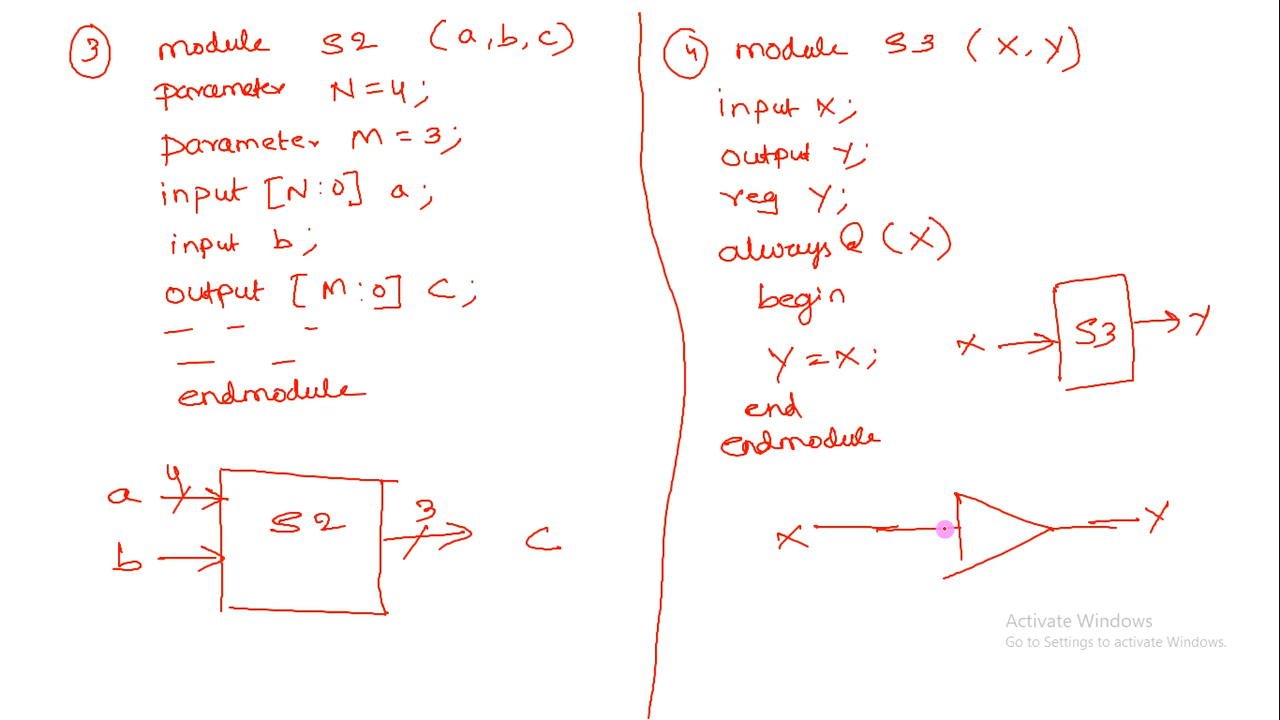 3 module S2 (a,b,c)
parameter N=4;
parameter M=3;
input [N:0] a;
input b;
output [M:0] c;
endmodule
a 4 S2 3 c
b
4 module S3 (X,Y)
input X;
output Y;
reg Y;
always@ (X)
begin
Y=X;
end
endmodule
X S3 Y
X Y
Activate Windows
Go to Settings to activate Windows.